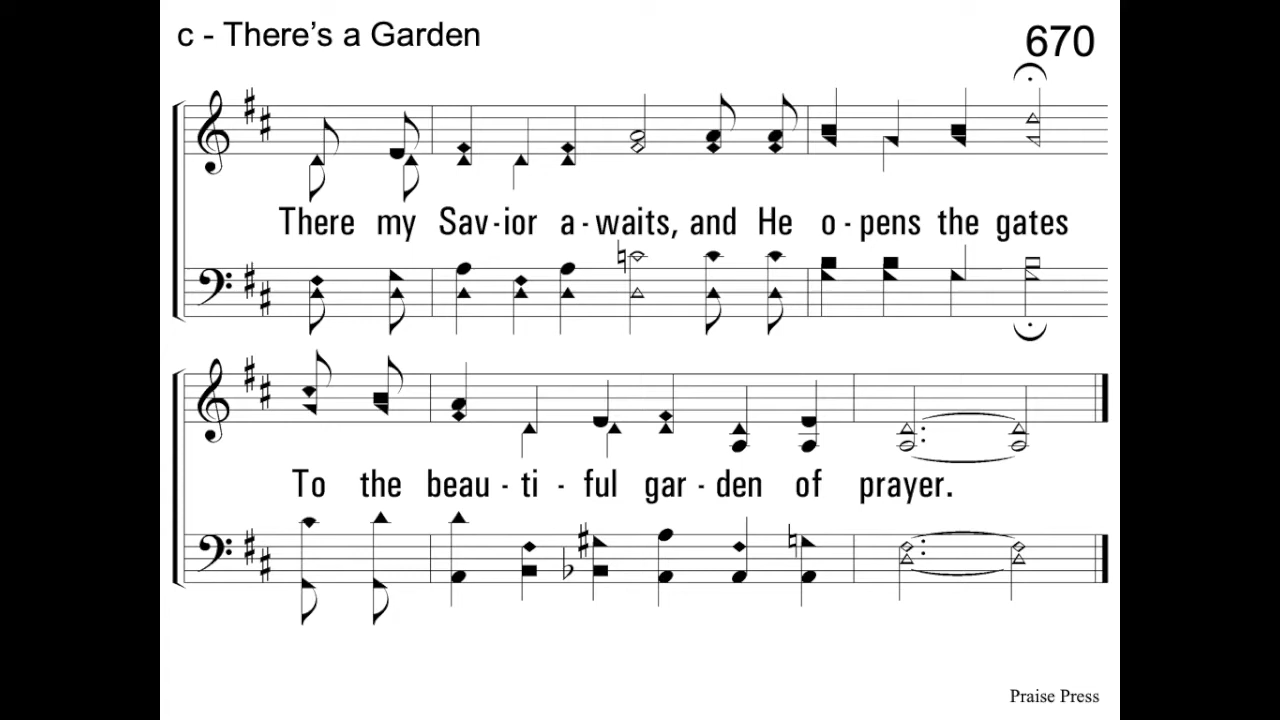 c - There’s a Garden
670
There my Sav-ior a-waits, and He o-pens the gates
To the beau-ti-ful gar-den of prayer.
Praise Press